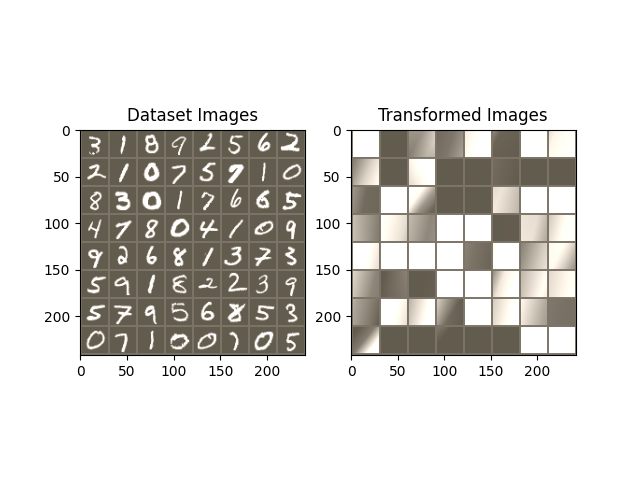 Dataset Images
Transformed Images
0
50
100
150
200
0 50 100 150 200
3 1 8 9 2 5 6 2
2 1 0 7 5 7 1 0
8 3 0 1 7 6 6 5
4 7 8 0 4 1 0 9
9 2 6 8 1 3 7 3
5 9 1 8 2 2 3 9
5 7 9 5 6 8 5 3
0 7 1 0 0 7 0 5
0
50
100
150
200
0 50 100 150 200